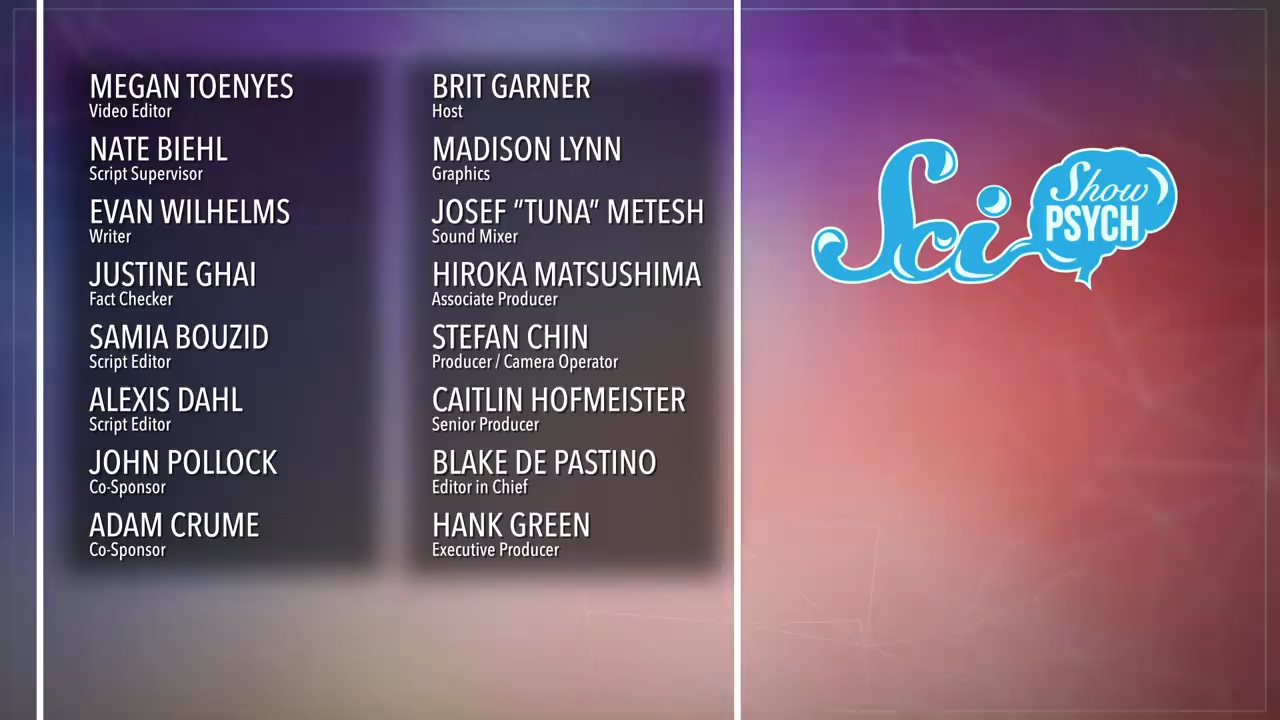 MEGAN TOENYES
Video Editor
NATE BIEHL
Script Supervisor
EVAN WILHELMS
Writer
JUSTINE GHAI
Fact Checker
SAMIA BOUZID
Script Editor
ALEXIS DAHL
Script Editor
JOHN POLLOCK
Co-Sponsor
ADAM CRUME
Co-Sponsor
BRIT GARNER
Host
MADISON LYNN
Graphics
JOSEF “TUNA” METESH
Sound Mixer
HIROKA MATSUSHIMA
Associate Producer
STEFAN CHIN
Producer / Camera Operator
CAITLIN HOFMEISTER
Senior Producer
BLAKE DE PASTINO
Editor in Chief
HANK GREEN
Executive Producer
Sci
Show
PSYCH